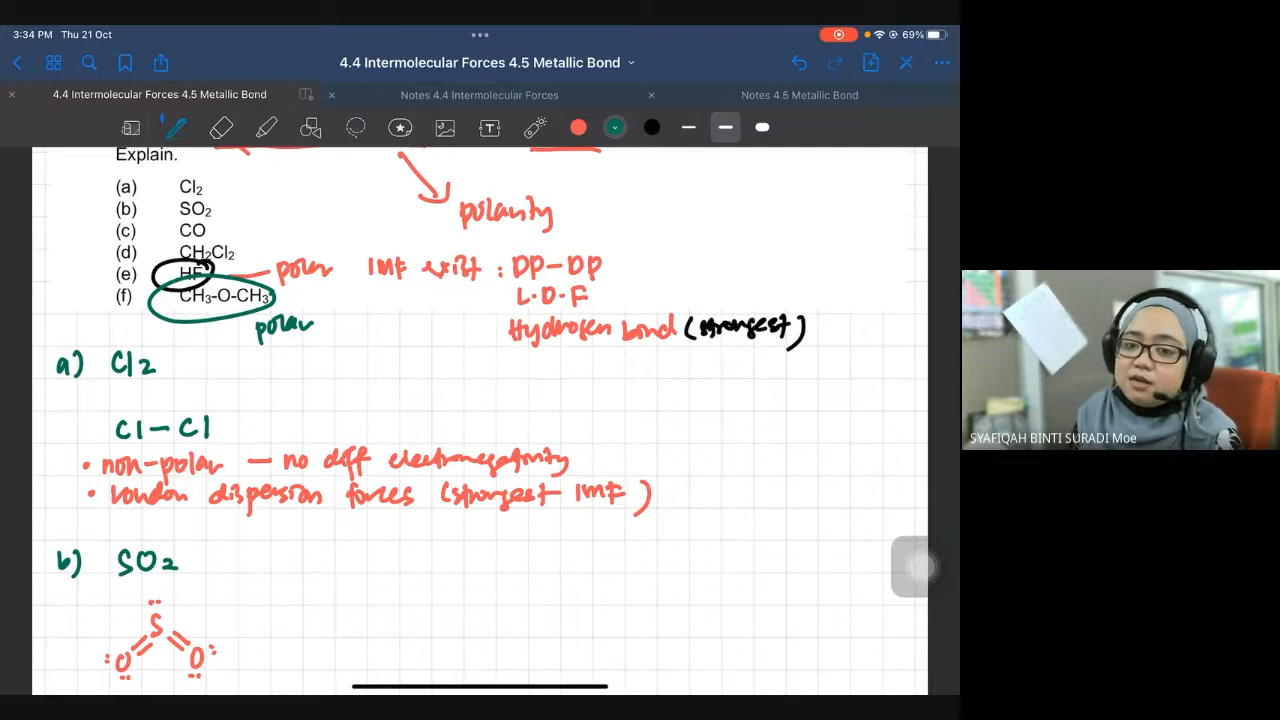 3:34 PM Thu 21 Oct
69%
4.4 Intermolecular Forces 4.5 Metallic Bond
4.4 Intermolecular Forces 4.5 Metallic Bond
Notes 4.4 Intermolecular Forces
Notes 4.5 Metallic Bond
Explain.
(a) Cl2
(b) SO2
(c) CO
(d) CH2Cl2
(e) HF
(f) CH3-O-CH3
polarity
polar IMF exist : DP-DP
L.D.F
Hydrogen bond (strongest)
polar
a) Cl2
Cl-Cl
• non-polar - no diff electronegativity
• London dispersion forces (strongest IMF)
b) SO2
S
O O
SYAFIQAH BINTI SURADI Moe